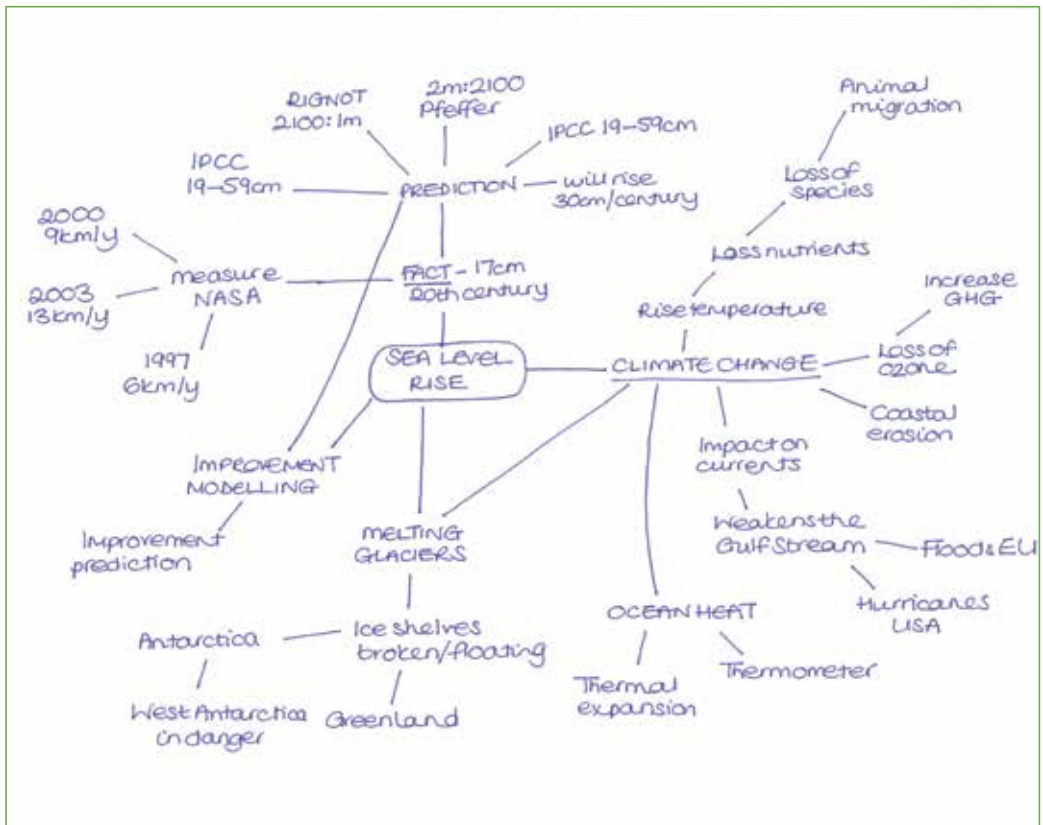 Animal
migration
2m:2100
Pfeffer
RIGNOT
2100:1m
IPCC 19-59cm
IPCC
19-59cm
PREDICTION
will rise
30cm/century
Loss of
species
2000
9km/y
measure
NASA
FACT - 17cm
20th century
Loss nutrients
2003
13km/y
Rise temperature
Increase
GHG
1997
6km/y
SEA LEVEL
RISE
CLIMATE CHANGE
Loss of
ozone
Coastal
erosion
IMPROVEMENT
MODELLING
Impact on
currents
Improvement
prediction
MELTING
GLACIERS
Weakens the
Gulf Stream
Floods EU
Hurricanes
USA
Antarctica
Ice shelves
broken/floating
OCEAN HEAT
Thermometer
Thermal
expansion
West Antarctica
in danger
Greenland